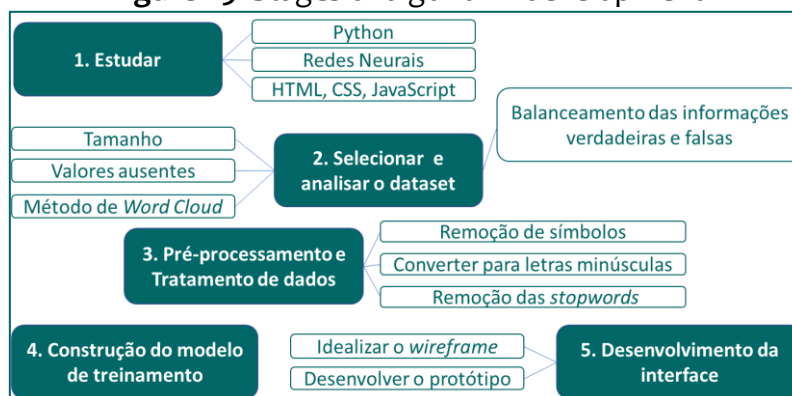 1. Estudar
Python
Redes Neurais
HTML, CSS, JavaScript
Tamanho
Valores ausentes
Método de Word Cloud
2. Selecionar e
analisar o dataset
Balanceamento das informações
verdadeiras e falsas
3. Pré-processamento e
Tratamento de dados
Remoção de símbolos
Converter para letras minúsculas
Remoção das stopwords
4. Construção do modelo
de treinamento
Idealizar o wireframe
Desenvolver o protótipo
5. Desenvolvimento da
interface